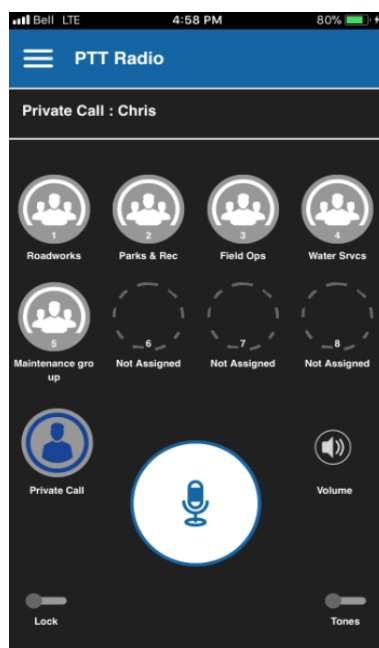 Bell LTE 4:58 PM 80%
PTT Radio
Private Call : Chris
1 2 3 4
Roadworks Parks & Rec Field Ops Water Srvcs
5 6 7 8
Maintenance gro Not Assigned Not Assigned Not Assigned
up
Private Call Volume
Lock Tones